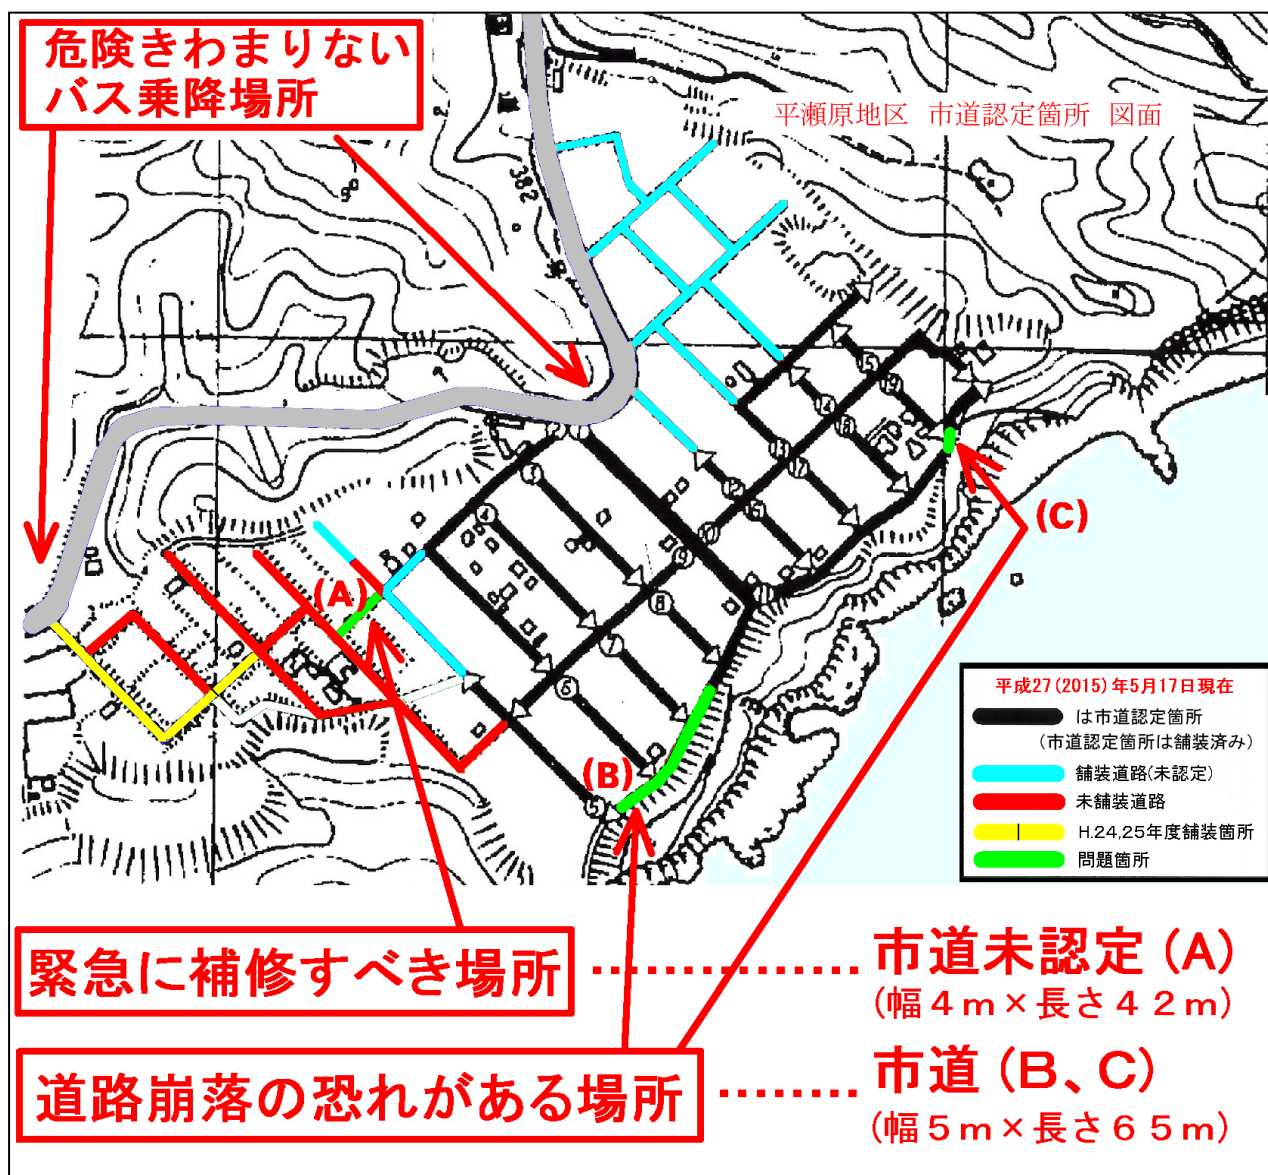 危険きわまりない
バス乗降場所
平瀬原地区 市道認定箇所 図面
382
(A)
(B)
(C)
平成27(2015)年5月17日現在
は市道認定箇所
(市道認定箇所は舗装済み)
舗装道路(未認定)
未舗装道路
H.24,25年度舗装箇所
問題箇所
緊急に補修すべき場所
市道未認定 (A)
(幅4m×長さ42m)
道路崩落の恐れがある場所
市道 (B、C)
(幅5m×長さ65m)